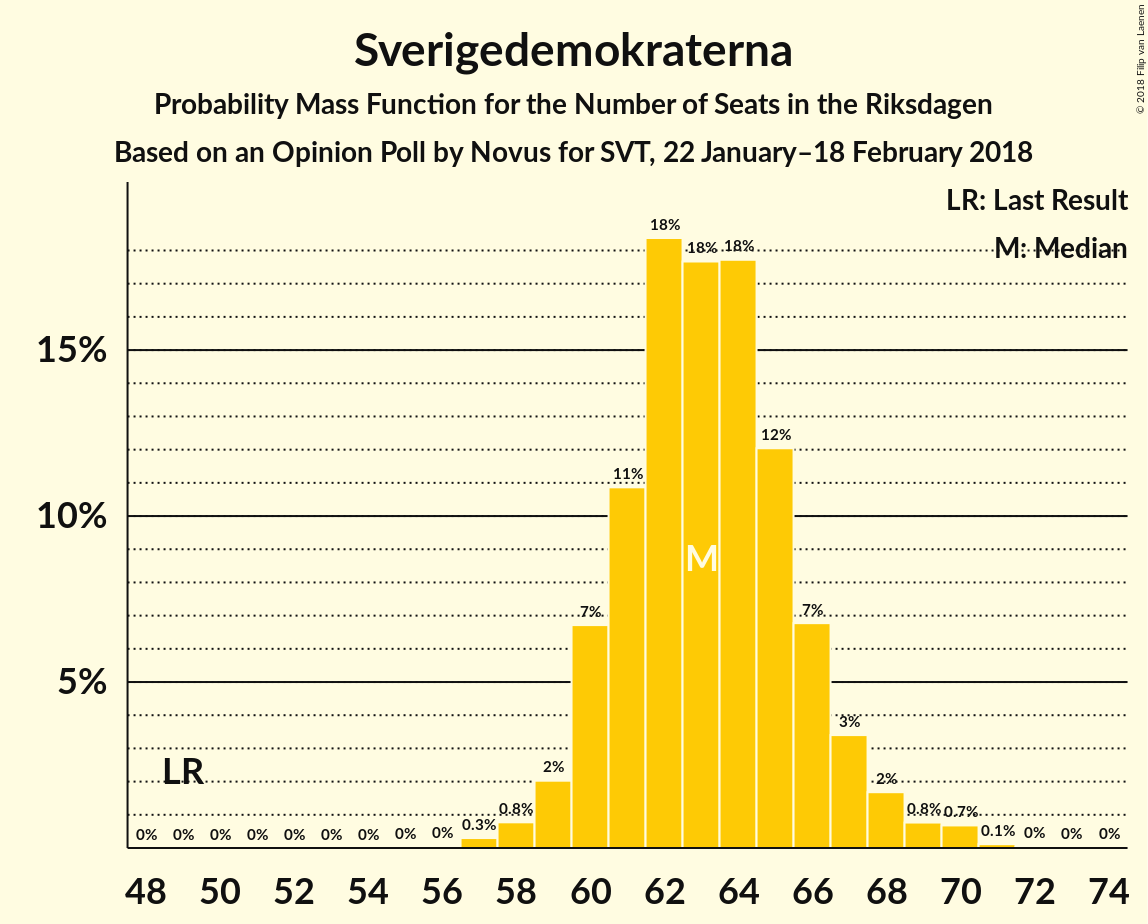 Sverigedemokraterna
Probability Mass Function for the Number of Seats in the Riksdagen
Based on an Opinion Poll by Novus for SVT, 22 January–18 February 2018
© 2018 Filip van Laenen
LR: Last Result
M: Median
15%
10%
5%
LR
M
0% 0% 0% 0% 0% 0% 0% 0% 0% 0.3% 0.8% 2% 7% 11% 18% 18% 18% 12% 7% 3% 2% 0.8% 0.7% 0.1% 0% 0% 0%
48 50 52 54 56 58 60 62 64 66 68 70 72 74